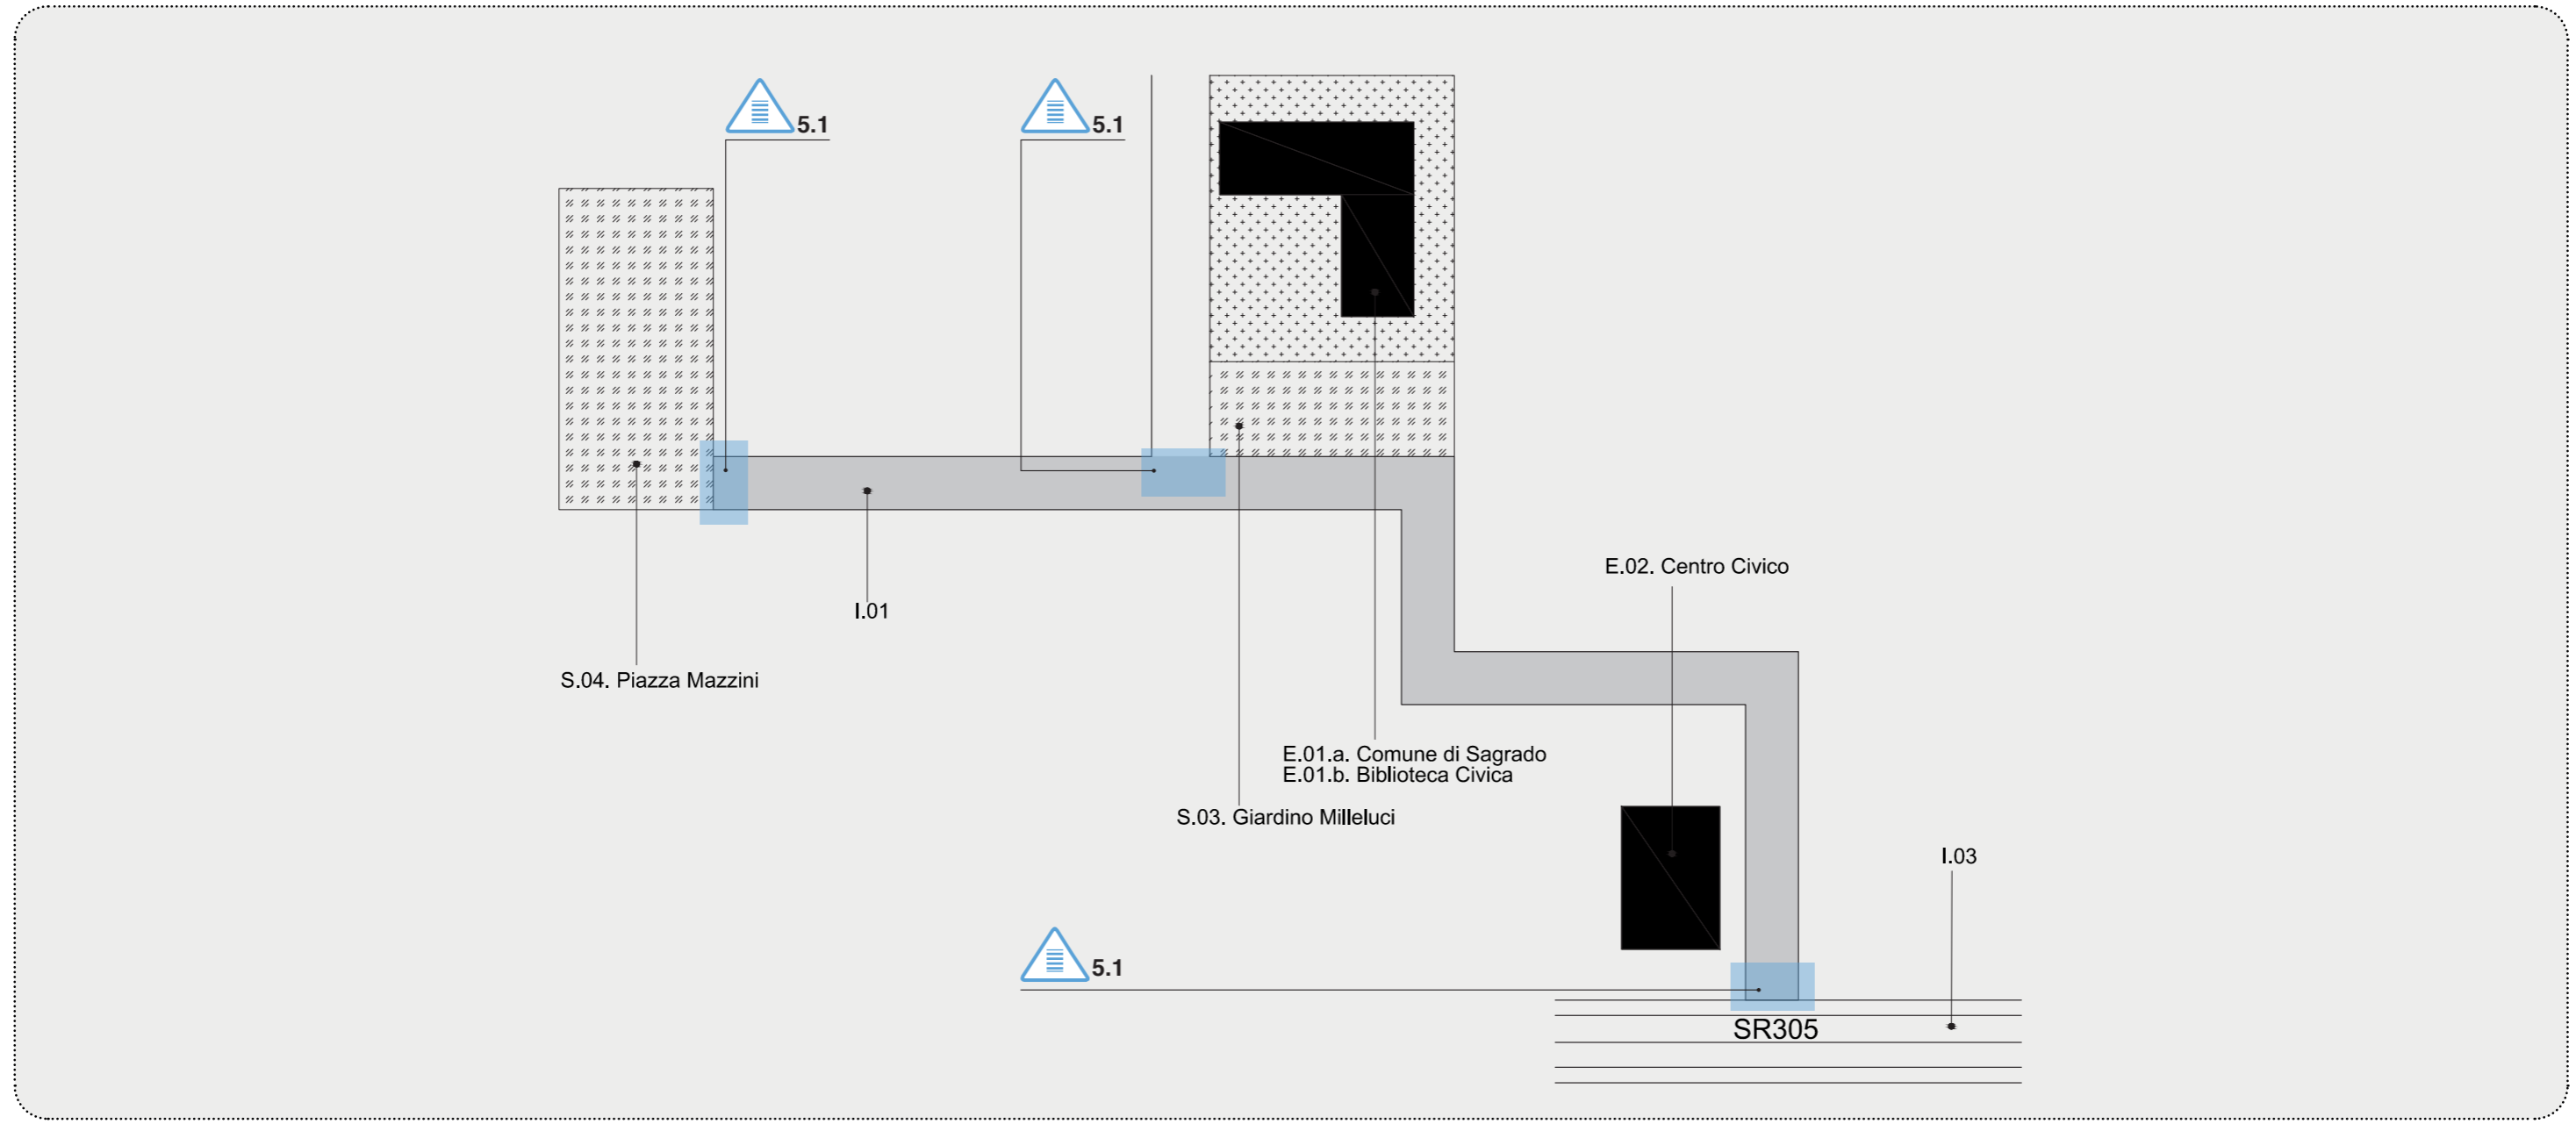 5.1
5.1
I.01
E.02. Centro Civico
S.04. Piazza Mazzini
E.01.a. Comune di Sagrado
E.01.b. Biblioteca Civica
S.03. Giardino Milleluci
I.03
5.1
SR305